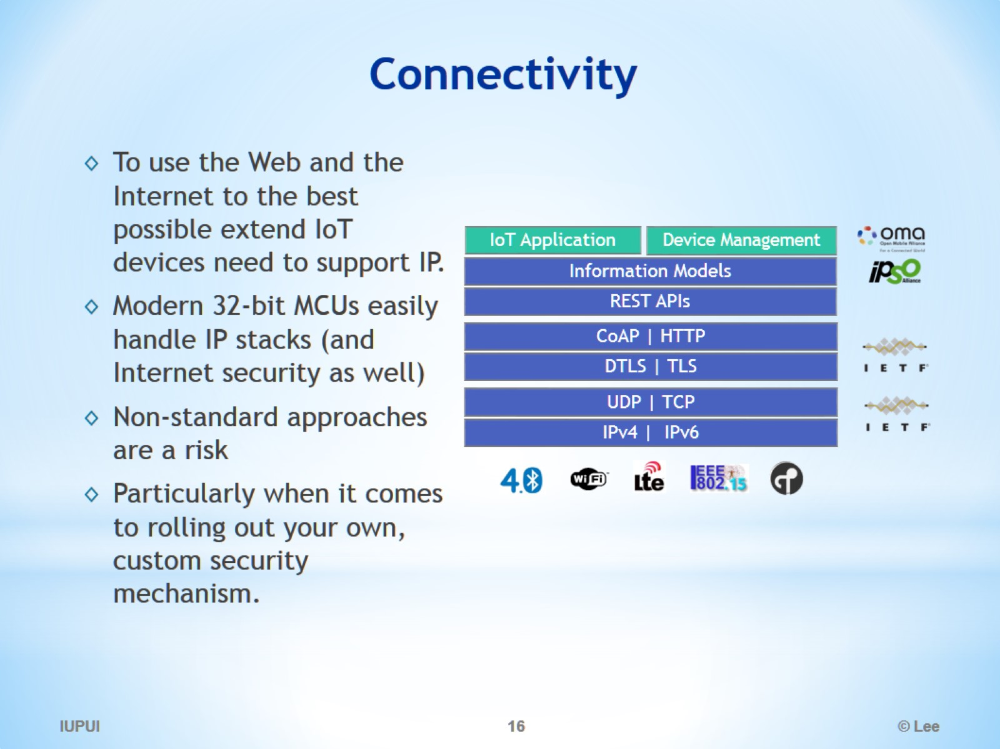 Connectivity
To use the Web and the
Internet to the best
possible extend IoT
devices need to support IP.
Modern 32-bit MCUs easily
handle IP stacks (and
Internet security as well)
Non-standard approaches
are a risk
Particularly when it comes
to rolling out your own,
custom security
mechanism.
IoT Application
Device Management
Information Models
REST APIs
CoAP | HTTP
DTLS | TLS
UDP | TCP
IPv4 | IPv6
oma
Open Mobile Alliance
For a Connected World
ipso
Alliance
I E T F®
I E T F®
4.0
WiFi
Lte
IEEE
802.15
IUPUI
16
© Lee